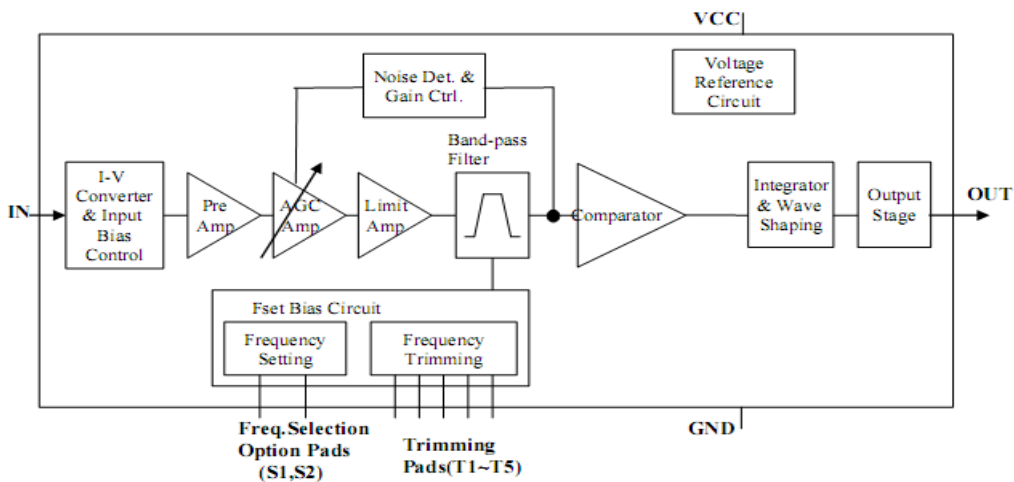 VCC
Noise Det. &
Gain Ctrl.
Voltage
Reference
Circuit
Band-pass
Filter
IN
I-V
Converter
& Input
Bias
Control
Pre
Amp
AGC
Amp
Limit
Amp
Comparator
Integrator
& Wave
Shaping
Output
Stage
OUT
Fset Bias Circuit
Frequency
Setting
Frequency
Trimming
Freq.Selection
Option Pads
(S1,S2)
Trimming
Pads(T1~T5)
GND